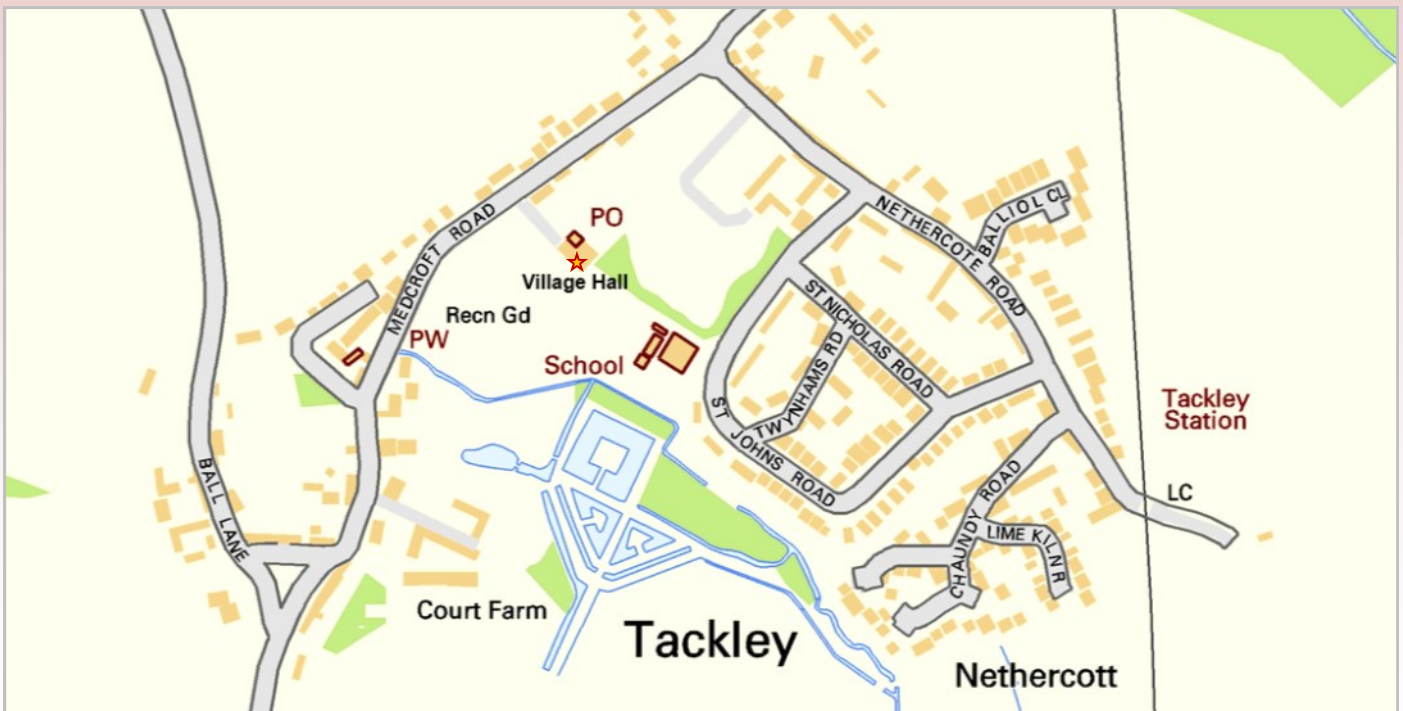 NETHERCOTE ROAD
BALLIOL CL
MEDCROFT ROAD
PO
Village Hall
Recn Gd
PW
School
ST NICHOLAS ROAD
TWYNHAMS RD
ST JOHNS ROAD
Tackley
Station
BALL LANE
LC
CHAUNDY ROAD
LIME KILN R
Court Farm
Tackley
Nethercott